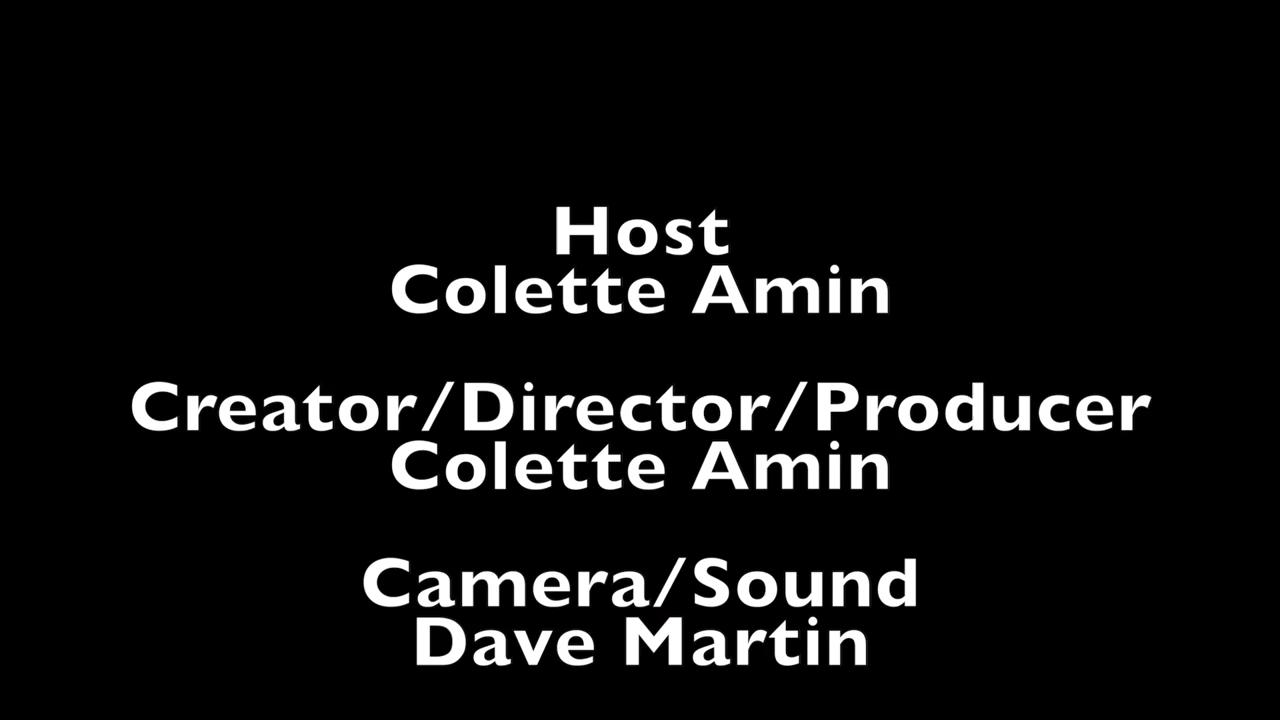 Host
Colette Amin
Creator/Director/Producer
Colette Amin
Camera/Sound
Dave Martin